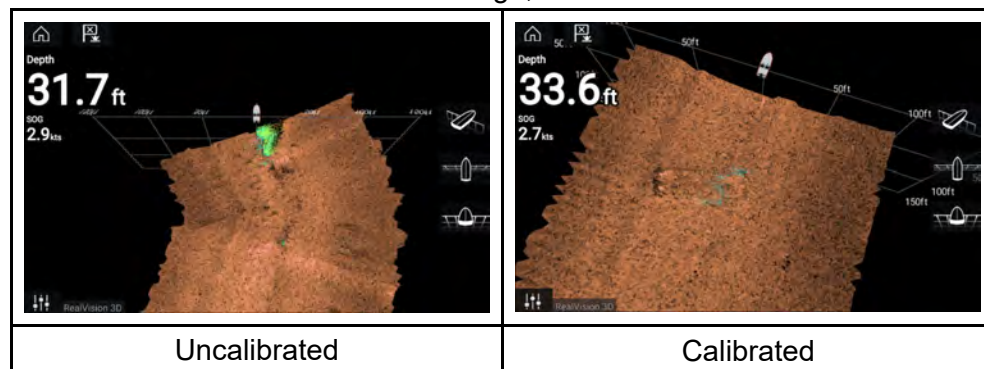 Depth
31.7 ft
SOG
2.9 kts
100ft
RealVision 3D
Uncalibrated
50ft
50ft
Depth
33.6 ft
SOG
2.7 kts
100ft
100ft
150ft
RealVision 3D
Calibrated